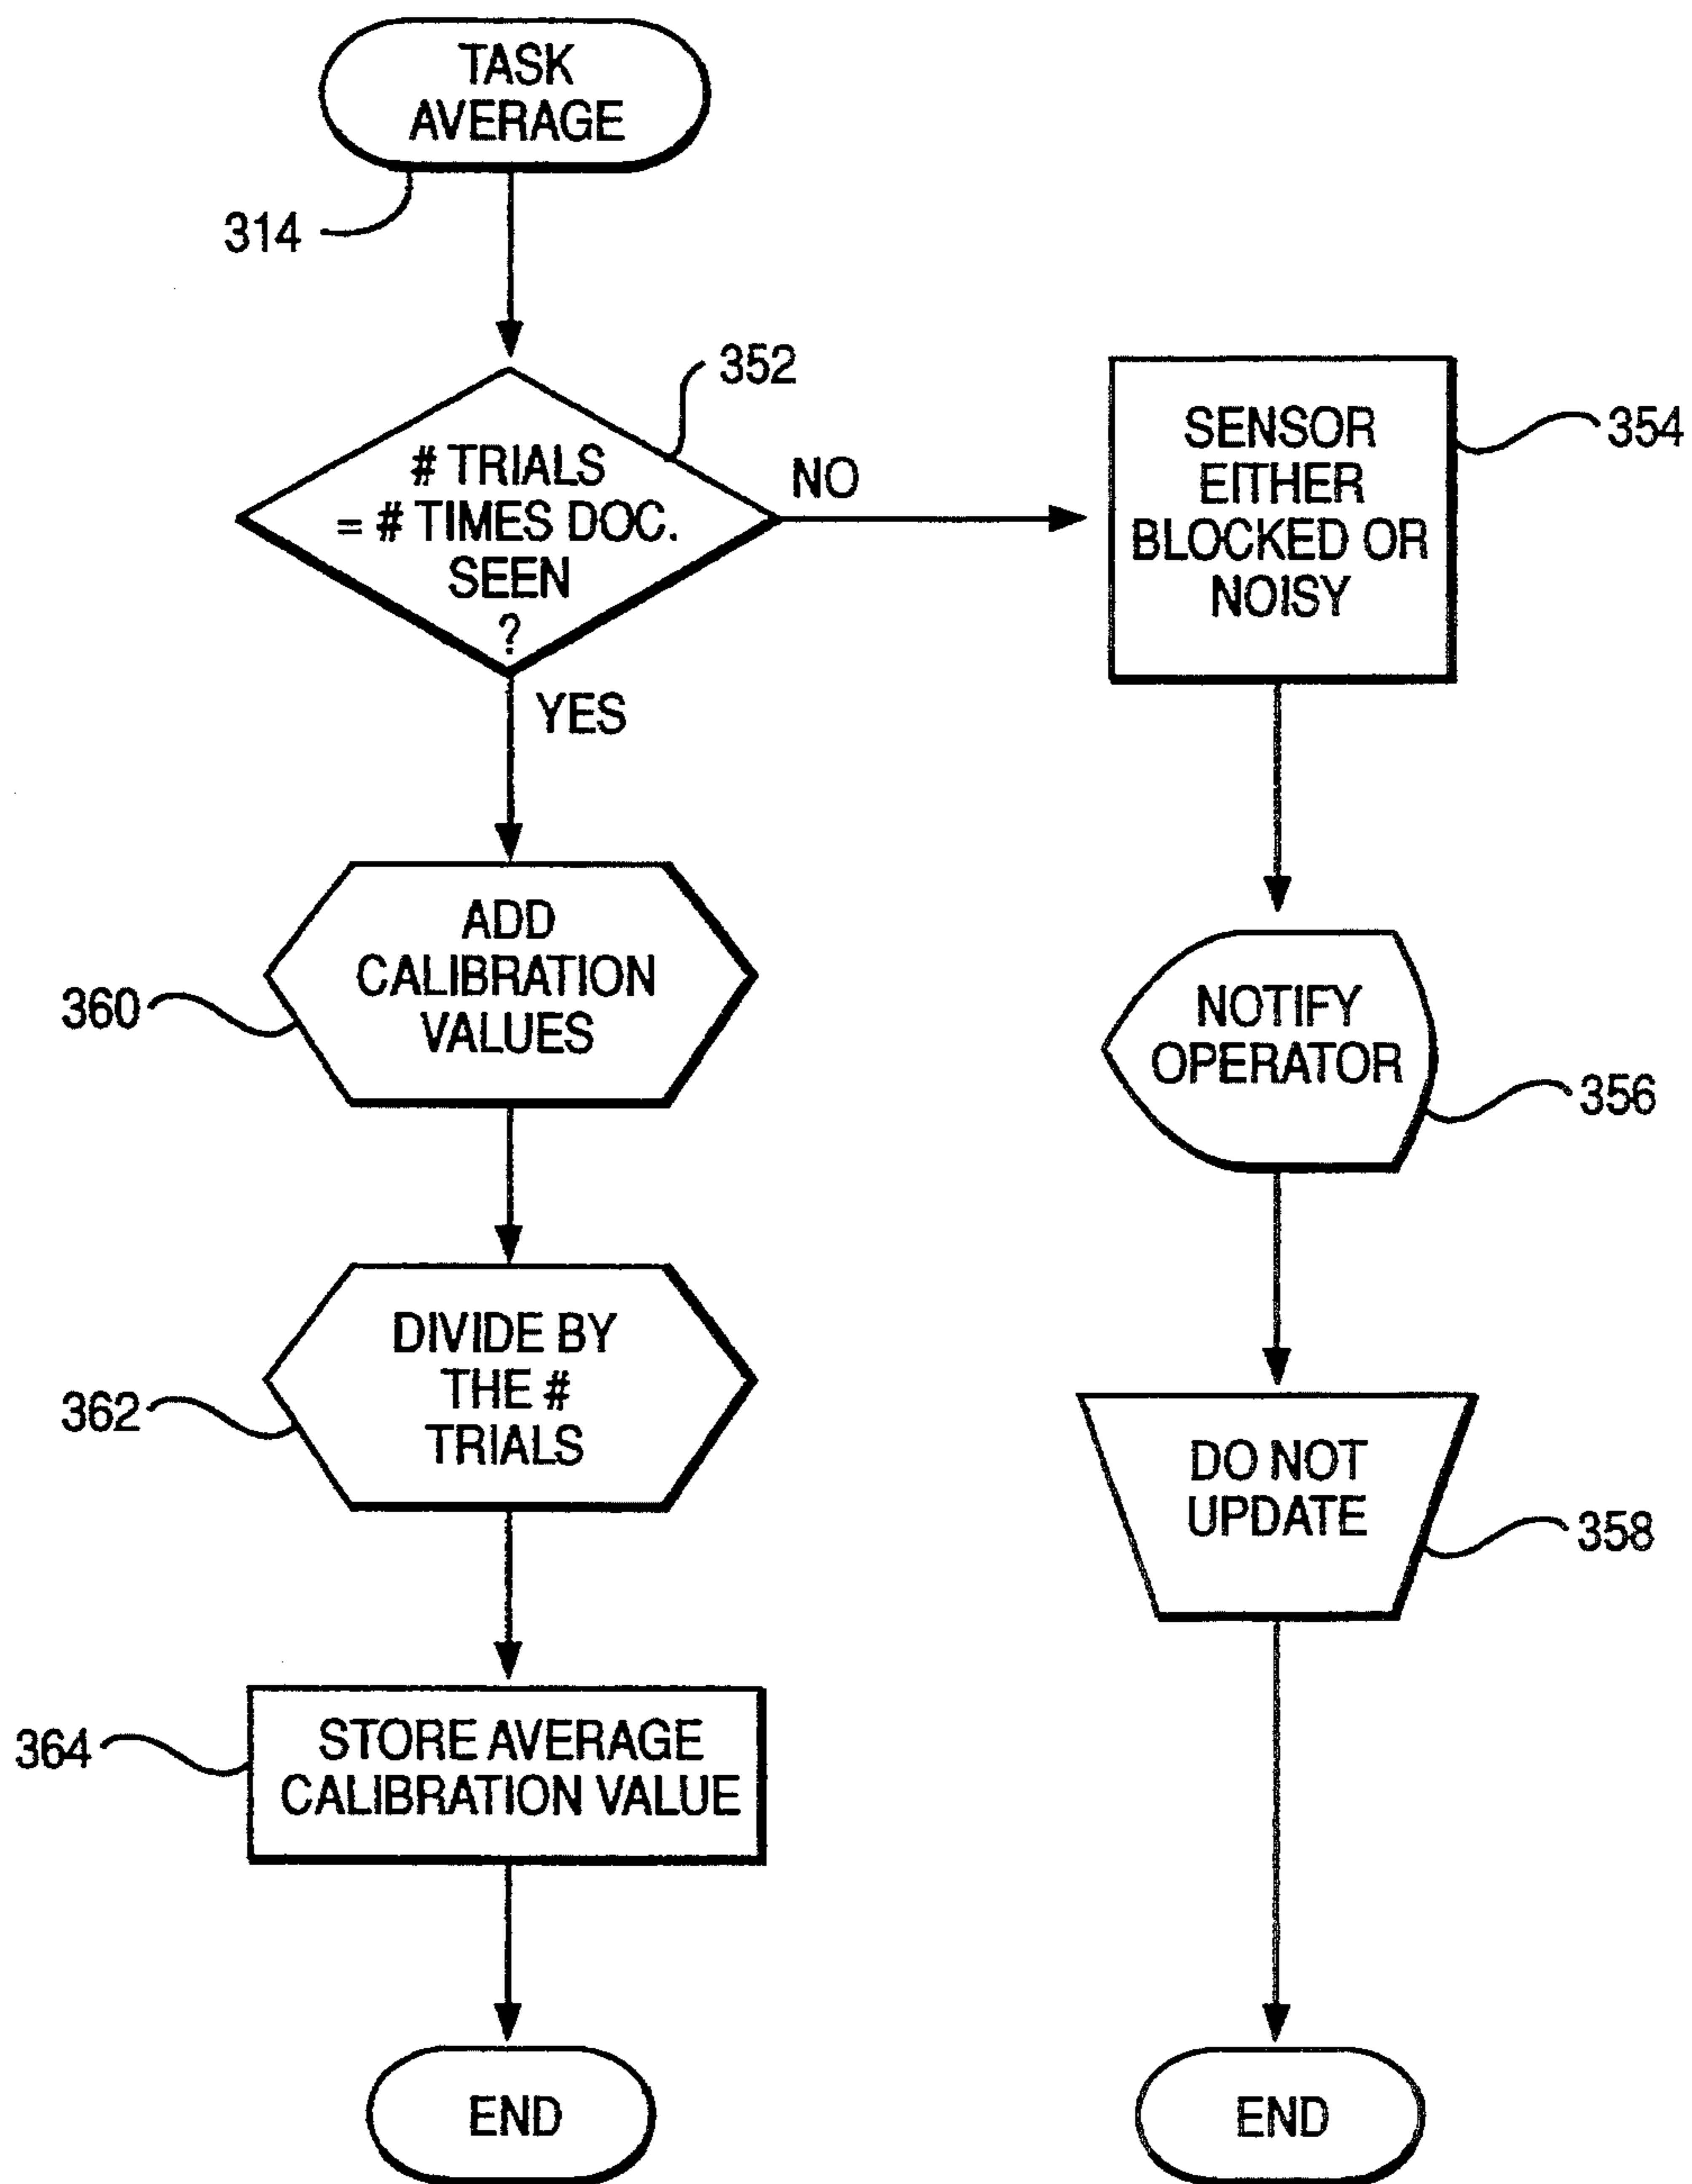 TASK
AVERAGE
314
352
# TRIALS
= # TIMES DOC.
SEEN
?
NO
YES
SENSOR
EITHER
BLOCKED OR
NOISY
354
ADD
CALIBRATION
VALUES
360
NOTIFY
OPERATOR
356
DIVIDE BY
THE #
TRIALS
362
DO NOT
UPDATE
358
STORE AVERAGE
CALIBRATION VALUE
364
END
END